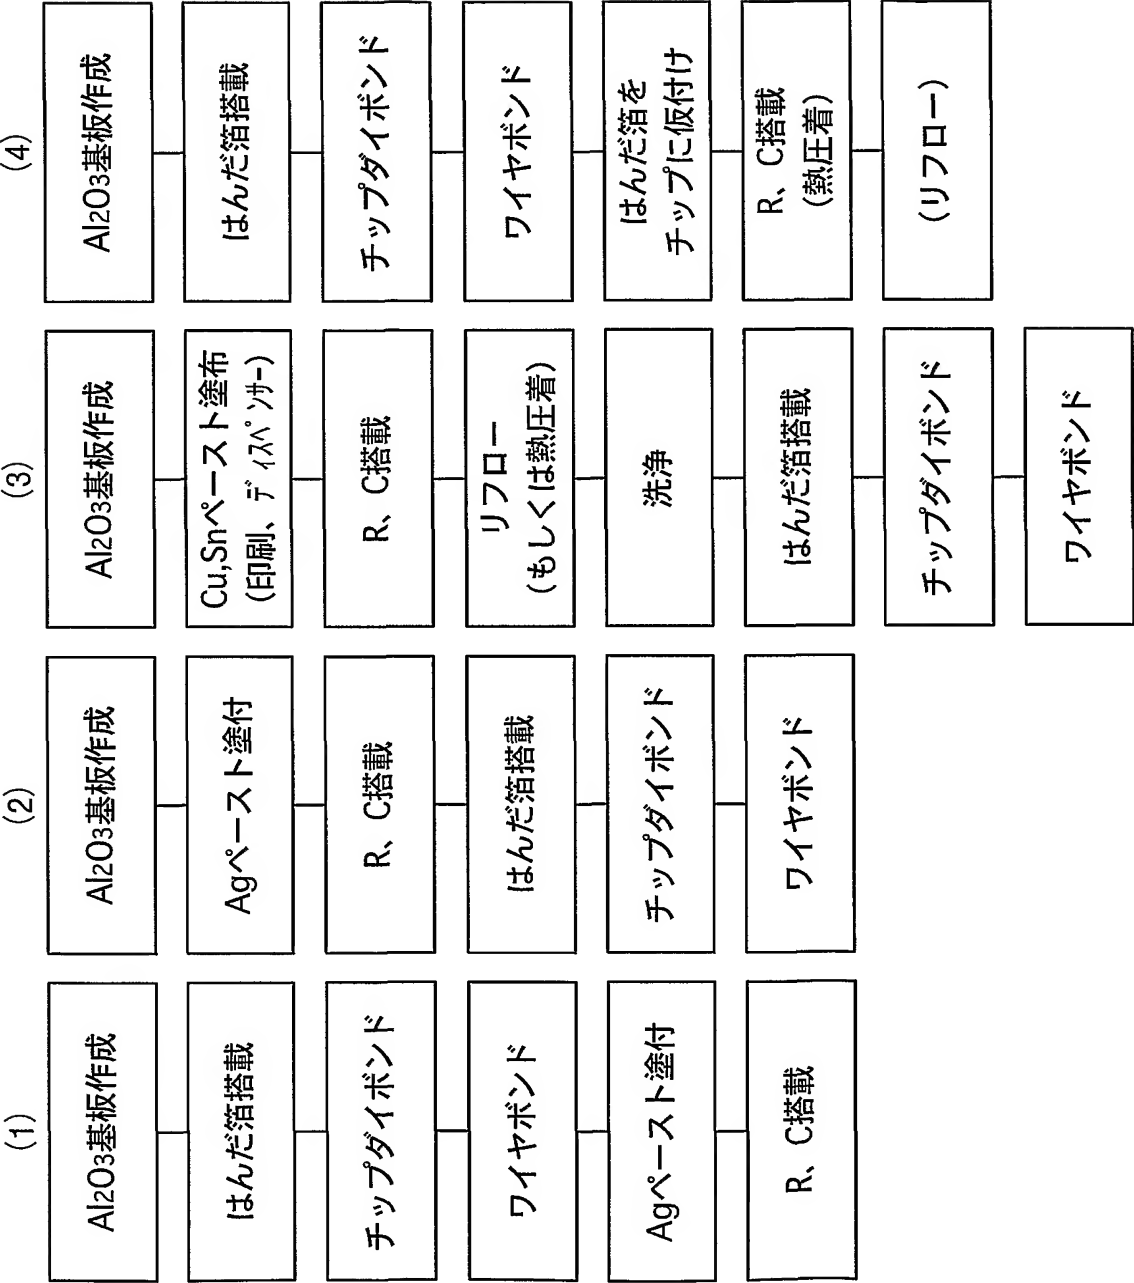 (1)
Al2O3基板作成
はんだ箔搭載
チップダイボンド
ワイヤボンド
Agペースト塗付
R、C搭載
(2)
Al2O3基板作成
Agペースト塗付
R、C搭載
はんだ箔搭載
チップダイボンド
ワイヤボンド
(3)
Al2O3基板作成
Cu,Snペースト塗布
(印刷、ディスペンサー)
R、C搭載
リフロー
(もしくは熱圧着)
洗浄
はんだ箔搭載
チップダイボンド
ワイヤボンド
(4)
Al2O3基板作成
はんだ箔搭載
チップダイボンド
ワイヤボンド
はんだ箔を
チップに仮付け
R、C搭載
(熱圧着)
(リフロー)